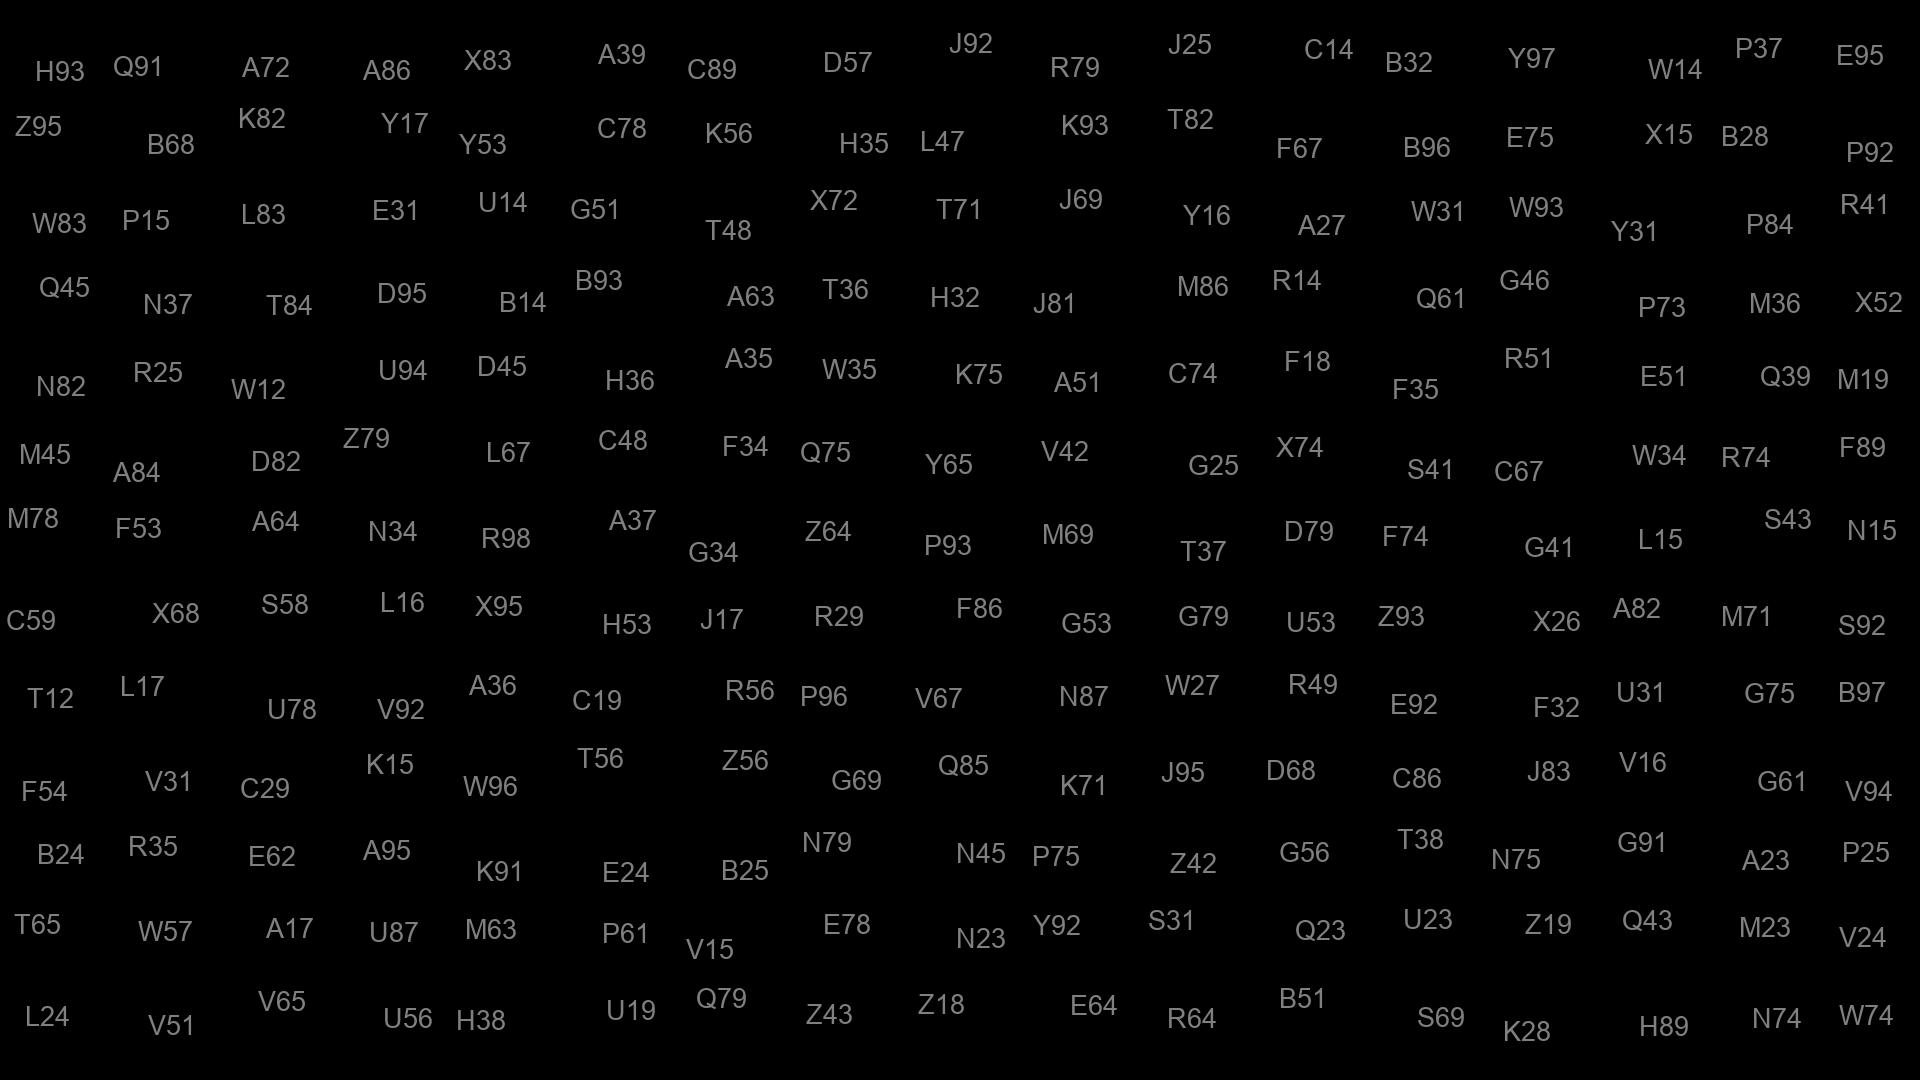 H93 Q91 A72 A86 X83 A39 C89 D57 J92 R79 J25 C14 B32 Y97 W14 P37 E95
Z95 B68 K82 Y17 Y53 C78 K56 H35 L47 K93 T82 F67 B96 E75 X15 B28 P92
W83 P15 L83 E31 U14 G51 T48 X72 T71 J69 Y16 A27 W31 W93 Y31 P84 R41
Q45 N37 T84 D95 B14 B93 A63 T36 H32 J81 M86 R14 Q61 G46 P73 M36 X52
N82 R25 W12 U94 D45 H36 A35 W35 K75 A51 C74 F18 F35 R51 E51 Q39 M19
M45 A84 D82 Z79 L67 C48 F34 Q75 Y65 V42 G25 X74 S41 C67 W34 R74 F89
M78 F53 A64 N34 R98 A37 G34 Z64 P93 M69 T37 D79 F74 G41 L15 S43 N15
C59 X68 S58 L16 X95 H53 J17 R29 F86 G53 G79 U53 Z93 X26 A82 M71 S92
T12 L17 U78 V92 A36 C19 R56 P96 V67 N87 W27 R49 E92 F32 U31 G75 B97
F54 V31 C29 K15 W96 T56 Z56 G69 Q85 K71 J95 D68 C86 J83 V16 G61 V94
B24 R35 E62 A95 K91 E24 B25 N79 N45 P75 Z42 G56 T38 N75 G91 A23 P25
T65 W57 A17 U87 M63 P61 V15 E78 N23 Y92 S31 Q23 U23 Z19 Q43 M23 V24
L24 V51 V65 U56 H38 U19 Q79 Z43 Z18 E64 R64 B51 S69 K28 H89 N74 W74